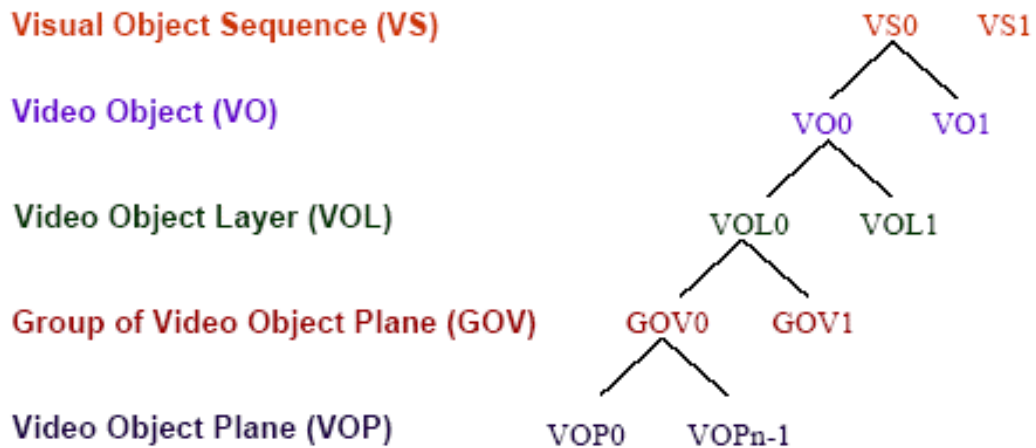 Visual Object Sequence (VS) VS0 VS1
Video Object (VO) VO0 VO1
Video Object Layer (VOL) VOL0 VOL1
Group of Video Object Plane (GOV) GOV0 GOV1
Video Object Plane (VOP) VOP0 VOPn-1